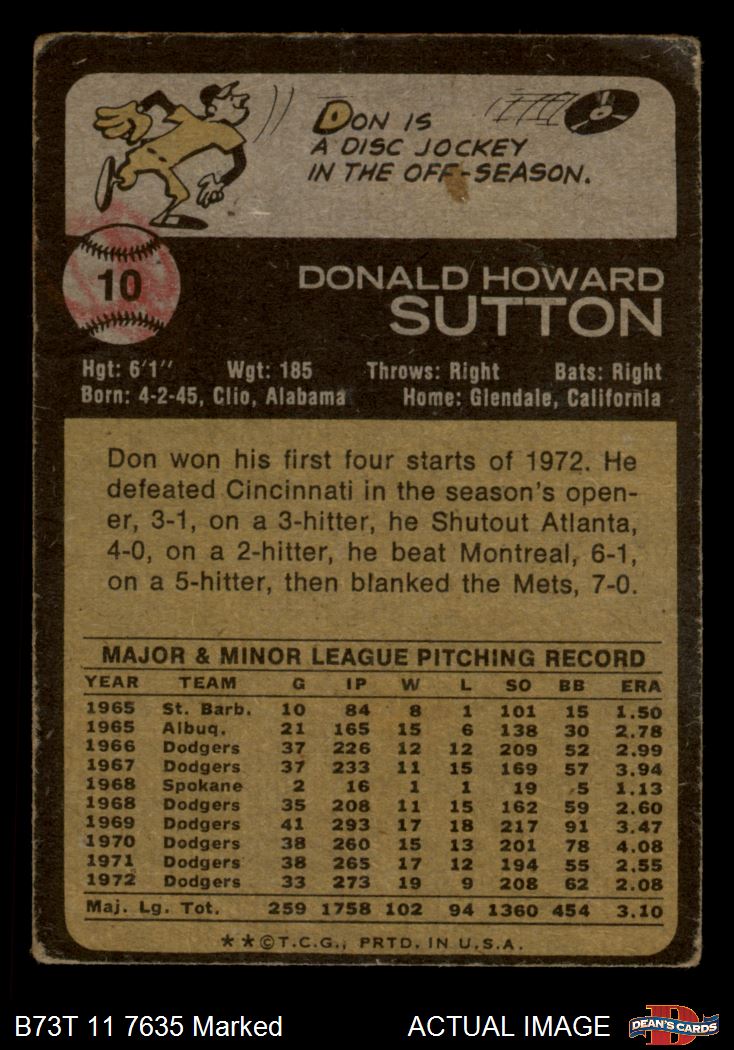 DON IS
A DISC JOCKEY
IN THE OFF-SEASON.
10
DONALD HOWARD
SUTTON
Hgt: 6'1" Wgt: 185 Throws: Right Bats: Right
Born: 4-2-45, Clio, Alabama Home: Glendale, California
Don won his first four starts of 1972. He
defeated Cincinnati in the season's open-
er, 3-1, on a 3-hitter, he Shutout Atlanta,
4-0, on a 2-hitter, he beat Montreal, 6-1,
on a 5-hitter, then blanked the Mets, 7-0.
MAJOR & MINOR LEAGUE PITCHING RECORD
YEAR TEAM G IP W L SO BB ERA
1965 St. Barb. 10 84 8 1 101 15 1.50
1965 Albuq. 21 165 15 6 138 30 2.78
1966 Dodgers 37 226 12 12 209 52 2.99
1967 Dodgers 37 233 11 15 169 57 3.94
1968 Spokane 2 16 1 1 19 5 1.13
1968 Dodgers 35 208 11 15 162 59 2.60
1969 Dodgers 41 293 17 18 217 91 3.47
1970 Dodgers 38 260 15 13 201 78 4.08
1971 Dodgers 38 265 17 12 194 55 2.55
1972 Dodgers 33 273 19 9 208 62 2.08
Maj. Lg. Tot. 259 1758 102 94 1360 454 3.10
**©T.C.G., PRTD. IN U.S.A.
B73T 11 7635 Marked ACTUAL IMAGE DEAN'S CARDS